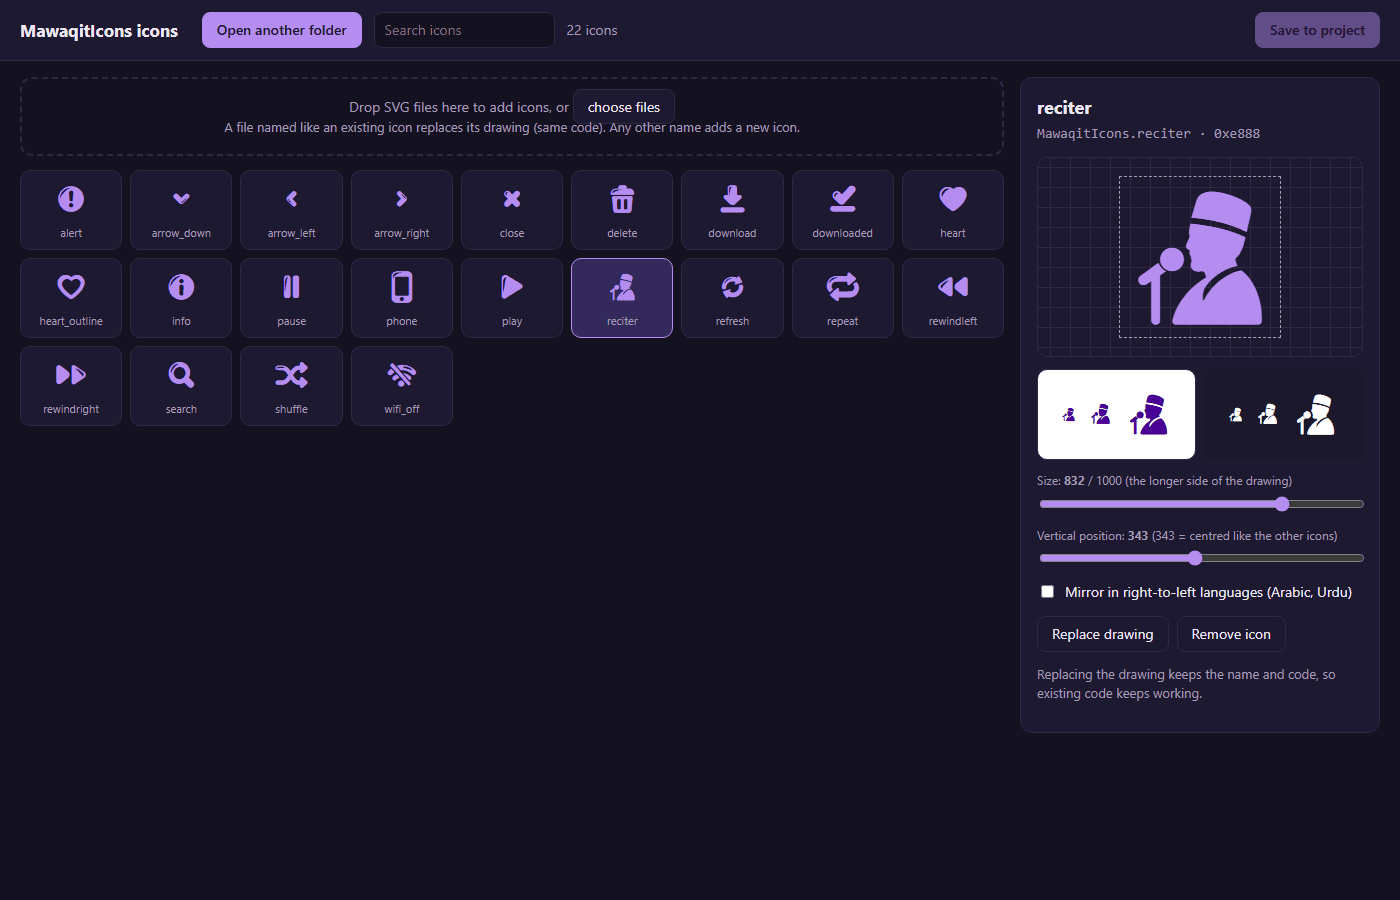 MawaqitIcons icons
Open another folder
Search icons
22 icons
Save to project
Drop SVG files here to add icons, or choose files
A file named like an existing icon replaces its drawing (same code). Any other name adds a new icon.
alert
arrow_down
arrow_left
arrow_right
close
delete
download
downloaded
heart
heart_outline
info
pause
phone
play
reciter
refresh
repeat
rewindleft
rewindright
search
shuffle
wifi_off
reciter
MawaqitIcons.reciter · 0xe888
Size: 832 / 1000 (the longer side of the drawing)
Vertical position: 343 (343 = centred like the other icons)
Mirror in right-to-left languages (Arabic, Urdu)
Replace drawing
Remove icon
Replacing the drawing keeps the name and code, so
existing code keeps working.